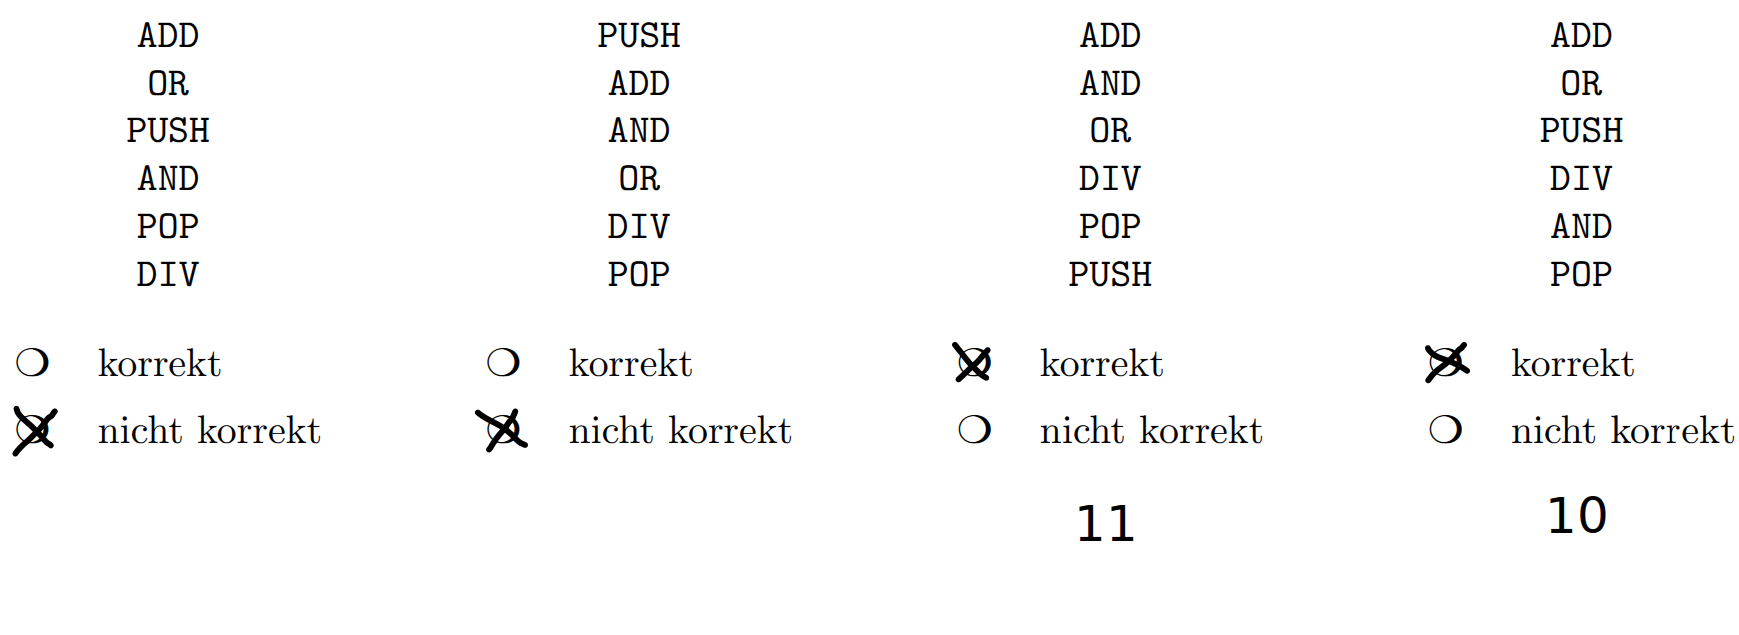 ADD
OR
PUSH
AND
POP
DIV
korrekt
nicht korrekt
PUSH
ADD
AND
OR
DIV
POP
korrekt
nicht korrekt
ADD
AND
OR
DIV
POP
PUSH
korrekt
nicht korrekt
11
ADD
OR
PUSH
DIV
AND
POP
korrekt
nicht korrekt
10